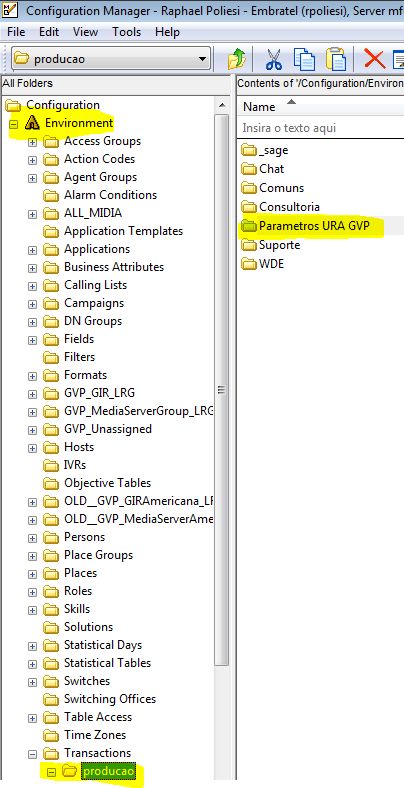 Configuration Manager - Raphael Poliesi - Embratel (rpoliesi), Server mf
File Edit View Tools Help
producao
All Folders
Configuration
Environment
Access Groups
Action Codes
Agent Groups
Alarm Conditions
ALL_MIDIA
Application Templates
Applications
Business Attributes
Calling Lists
Campaigns
DN Groups
Fields
Filters
Formats
GVP_GIR_LRG
GVP_MediaServerGroup_LRG
GVP_Unassigned
Hosts
IVRs
Objective Tables
OLD__GVP_GIRAmericana_LF
OLD__GVP_MediaServerAme
Persons
Place Groups
Places
Roles
Skills
Solutions
Statistical Days
Statistical Tables
Switches
Switching Offices
Table Access
Time Zones
Transactions
producao
Contents of '/Configuration/Environ
Name
Insira o texto aqui
_sage
Chat
Comuns
Consultoria
Parametros URA GVP
Suporte
WDE